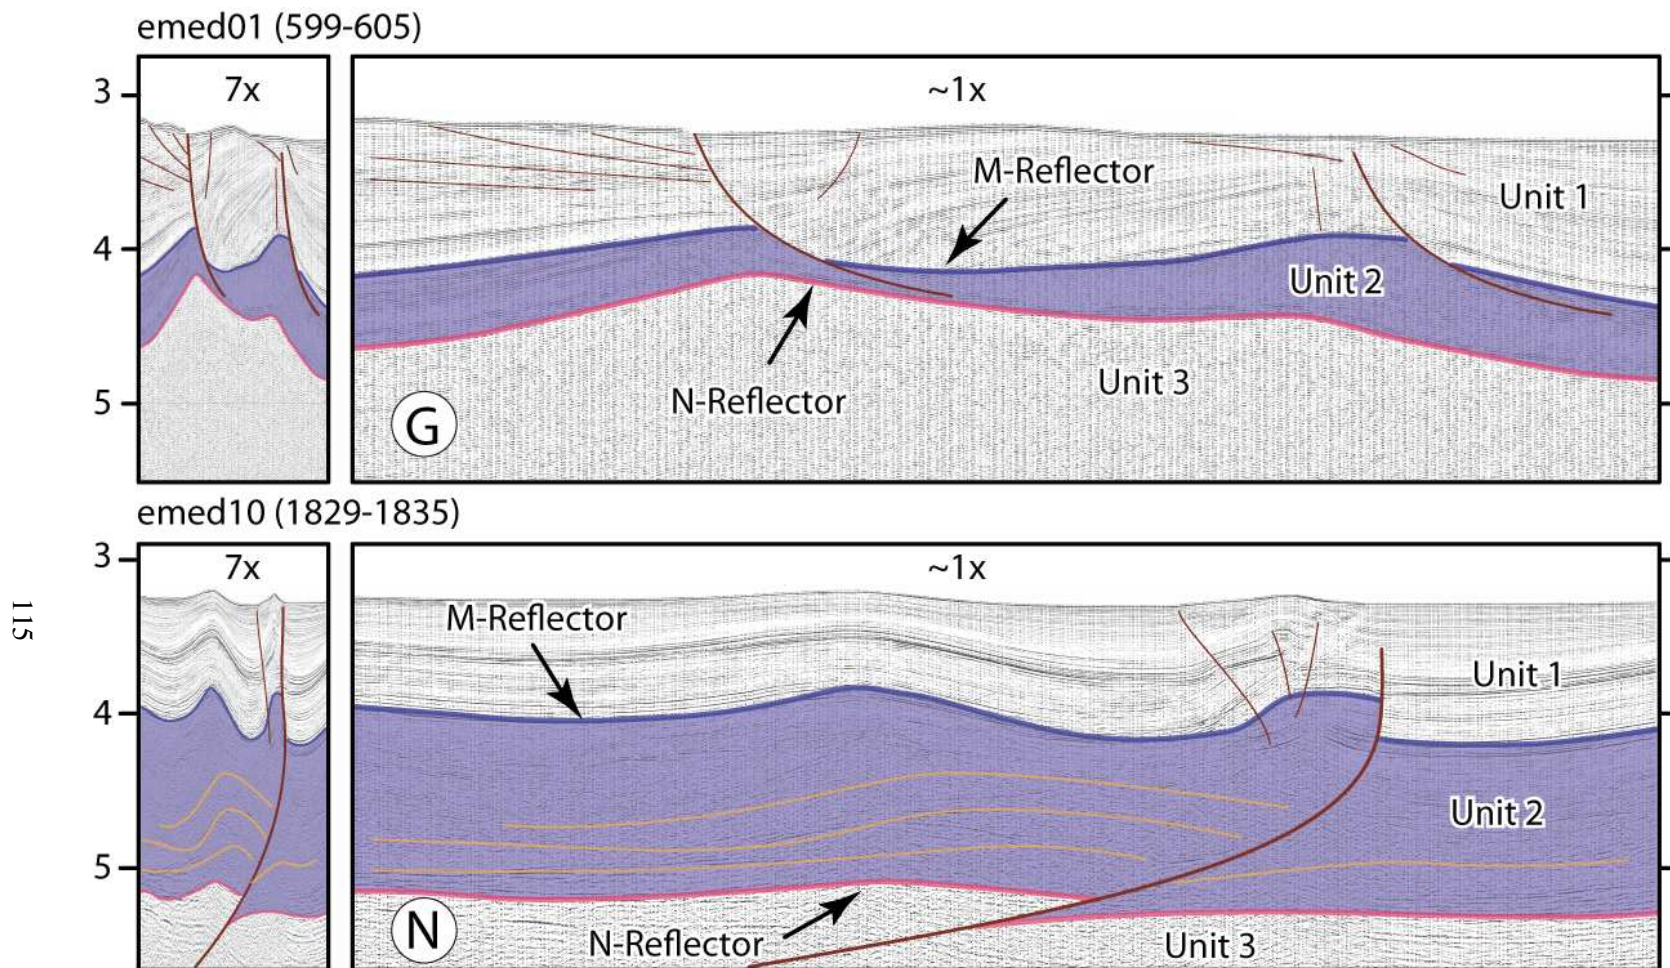 emed01 (599-605)
7x
~1x
3
M-Reflector
Unit 1
4
Unit 2
N-Reflector
Unit 3
5
G
emed10 (1829-1835)
3
7x
~1x
115
M-Reflector
Unit 1
4
Unit 2
5
N
N-Reflector
Unit 3